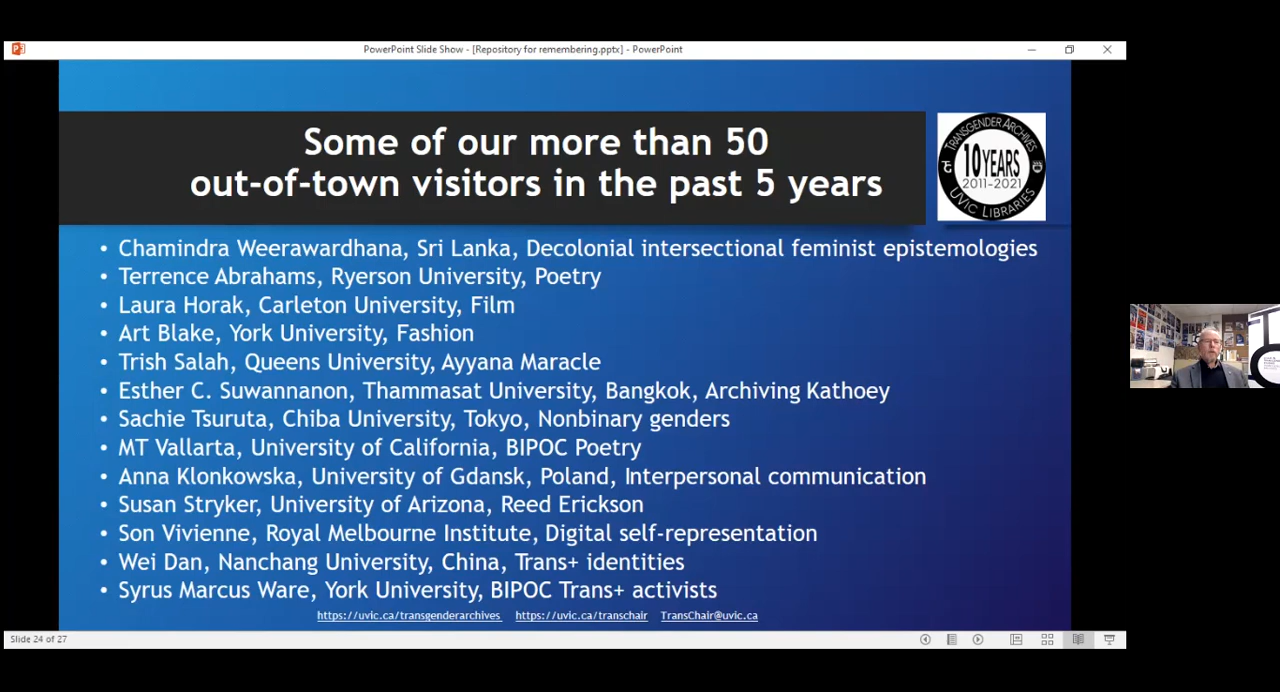 PowerPoint Slide Show - [Repository for remembering.pptx] - PowerPoint
Some of our more than 50
out-of-town visitors in the past 5 years
TRANSGENDER ARCHIVES
10 YEARS
2011-2021
UVIC LIBRARIES
• Chamindra Weerawardhana, Sri Lanka, Decolonial intersectional feminist epistemologies
• Terrence Abrahams, Ryerson University, Poetry
• Laura Horak, Carleton University, Film
• Art Blake, York University, Fashion
• Trish Salah, Queens University, Ayyana Maracle
• Esther C. Suwannanon, Thammasat University, Bangkok, Archiving Kathoey
• Sachie Tsuruta, Chiba University, Tokyo, Nonbinary genders
• MT Vallarta, University of California, BIPOC Poetry
• Anna Klonkowska, University of Gdansk, Poland, Interpersonal communication
• Susan Stryker, University of Arizona, Reed Erickson
• Son Vivienne, Royal Melbourne Institute, Digital self-representation
• Wei Dan, Nanchang University, China, Trans+ identities
• Syrus Marcus Ware, York University, BIPOC Trans+ activists
https://uvic.ca/transgenderarchives https://uvic.ca/transchair TransChair@uvic.ca
Slide 24 of 27